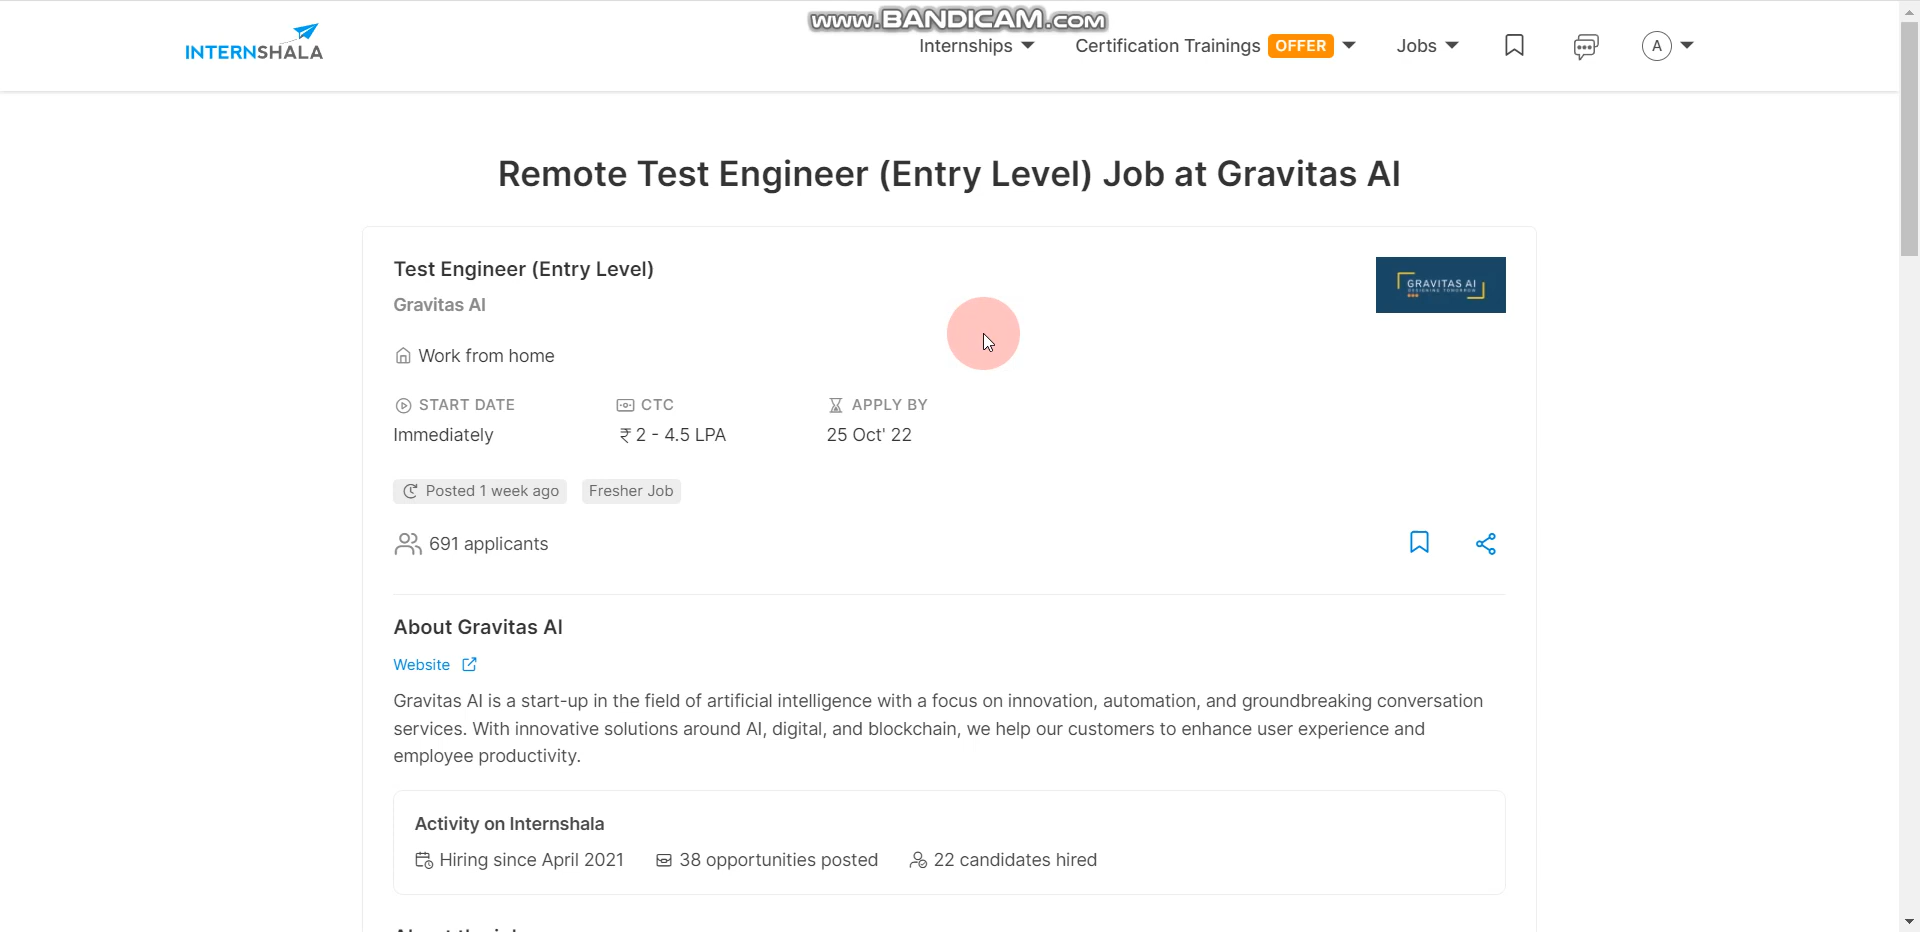 www.BANDICAM.com
INTERNSHALA
Internships
Certification Trainings OFFER
Jobs
A
Remote Test Engineer (Entry Level) Job at Gravitas AI
Test Engineer (Entry Level)
Gravitas AI
GRAVITAS AI
DESIGNING TOMORROW
Work from home
START DATE CTC APPLY BY
Immediately ₹ 2 - 4.5 LPA 25 Oct' 22
Posted 1 week ago Fresher Job
691 applicants
About Gravitas AI
Website
Gravitas AI is a start-up in the field of artificial intelligence with a focus on innovation, automation, and groundbreaking conversation
services. With innovative solutions around AI, digital, and blockchain, we help our customers to enhance user experience and
employee productivity.
Activity on Internshala
Hiring since April 2021 38 opportunities posted 22 candidates hired